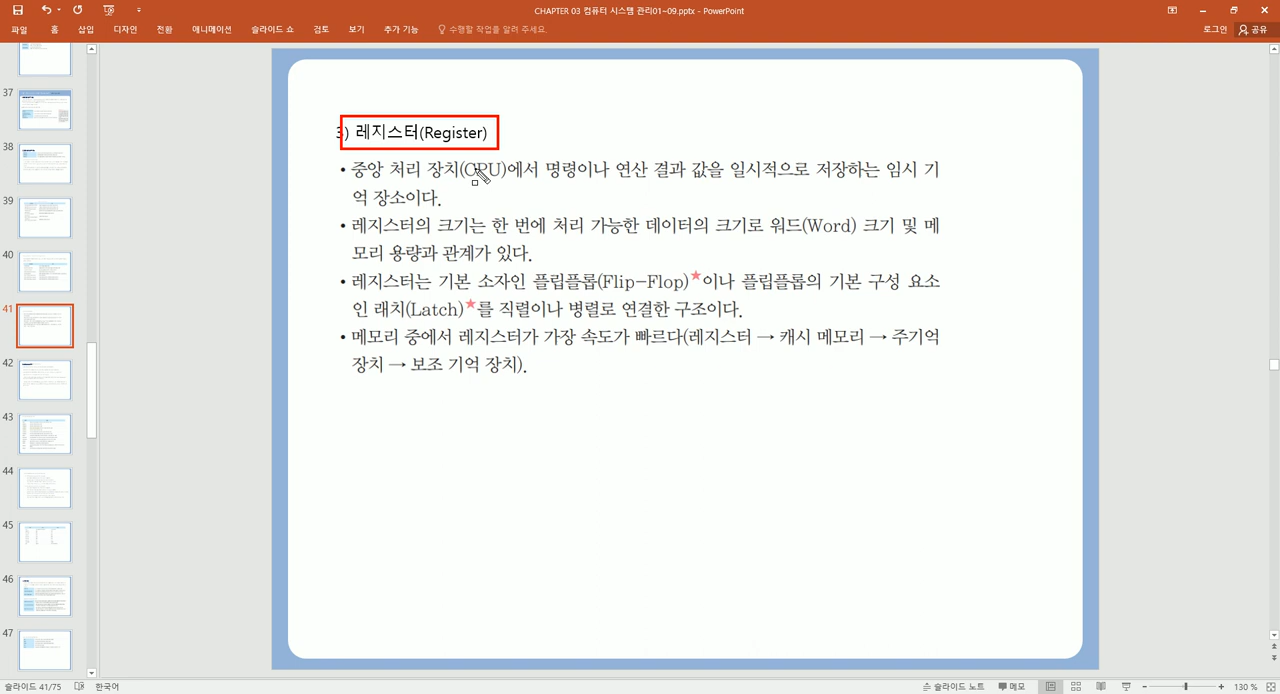 CHAPTER 03 컴퓨터 시스템 관리01~09.pptx - PowerPoint
파일 홈 삽입 디자인 전환 애니메이션 슬라이드 쇼 검토 보기 추가 기능 수행할 작업을 알려 주세요. 로그인 공유
37
38
39
40
41
42
43
44
45
46
47
3) 레지스터(Register)
• 중앙 처리 장치(CPU)에서 명령이나 연산 결과 값을 일시적으로 저장하는 임시 기
억 장소이다.
• 레지스터의 크기는 한 번에 처리 가능한 데이터의 크기로 워드(Word) 크기 및 메
모리 용량과 관계가 있다.
• 레지스터는 기본 소자인 플립플롭(Flip-Flop)★이나 플립플롭의 기본 구성 요소
인 래치(Latch)★를 직렬이나 병렬로 연결한 구조이다.
• 메모리 중에서 레지스터가 가장 속도가 빠르다(레지스터 → 캐시 메모리 → 주기억
장치 → 보조 기억 장치).
슬라이드 41/75 한국어 슬라이드 노트 메모 130 %